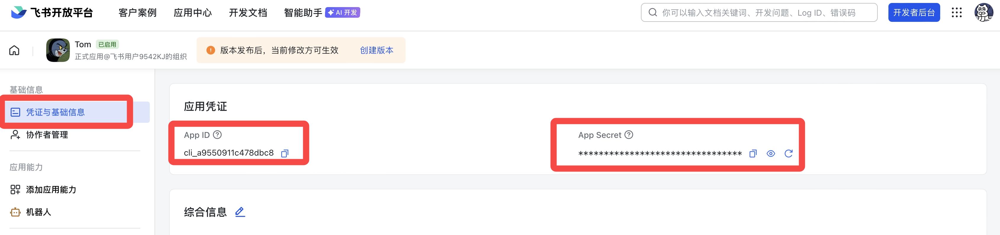 飞书开放平台 客户案例 应用中心 开发文档 智能助手 AI 开发 你可以输入文档关键词、开发问题、Log ID、错误码 开发者后台
Tom 已启用
正式应用@飞书用户9542KJ的组织
版本发布后，当前修改方可生效 创建版本
基础信息
凭证与基础信息
协作者管理
应用能力
添加应用能力
机器人
应用凭证
App ID
cli_a9550911c478dbc8
App Secret
********************************
综合信息